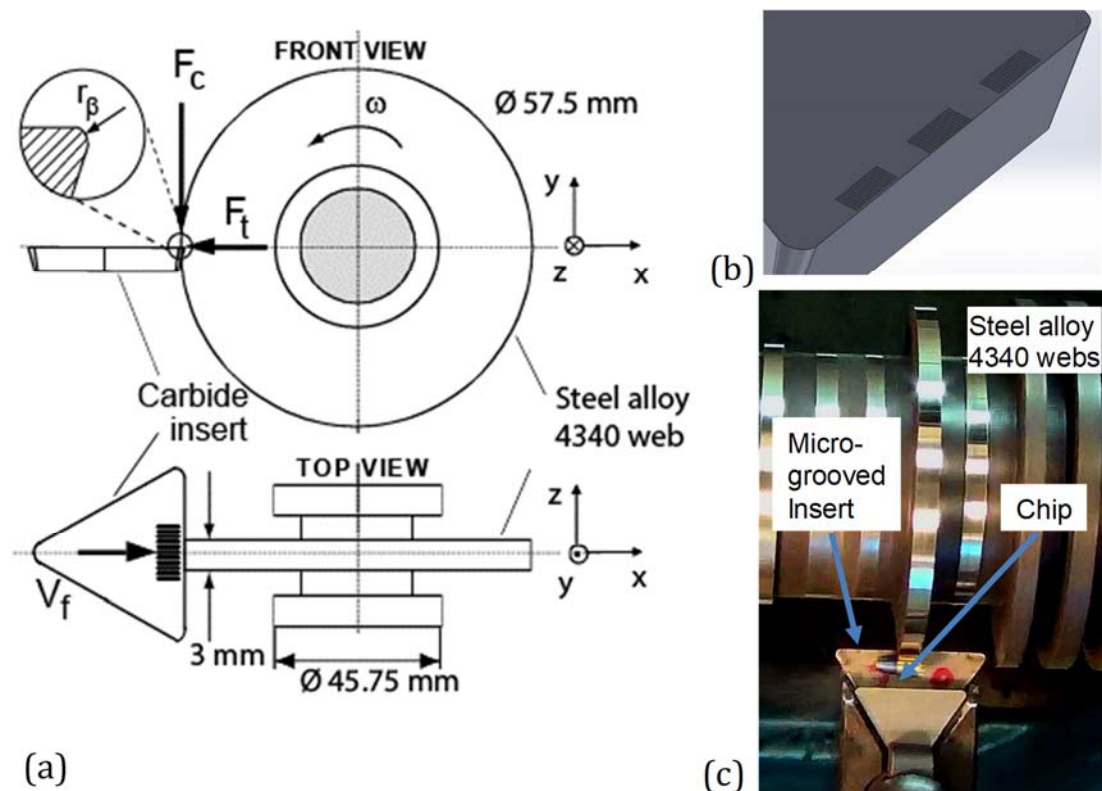 FRONT VIEW
F_c
r_β
ω
Ø 57.5 mm
F_t
y
z
x
Carbide
insert
Steel alloy
4340 web
TOP VIEW
z
V_f
y
x
3 mm
Ø 45.75 mm
(a)
(b)
Steel alloy
4340 webs
Micro-
grooved
Insert
Chip
(c)